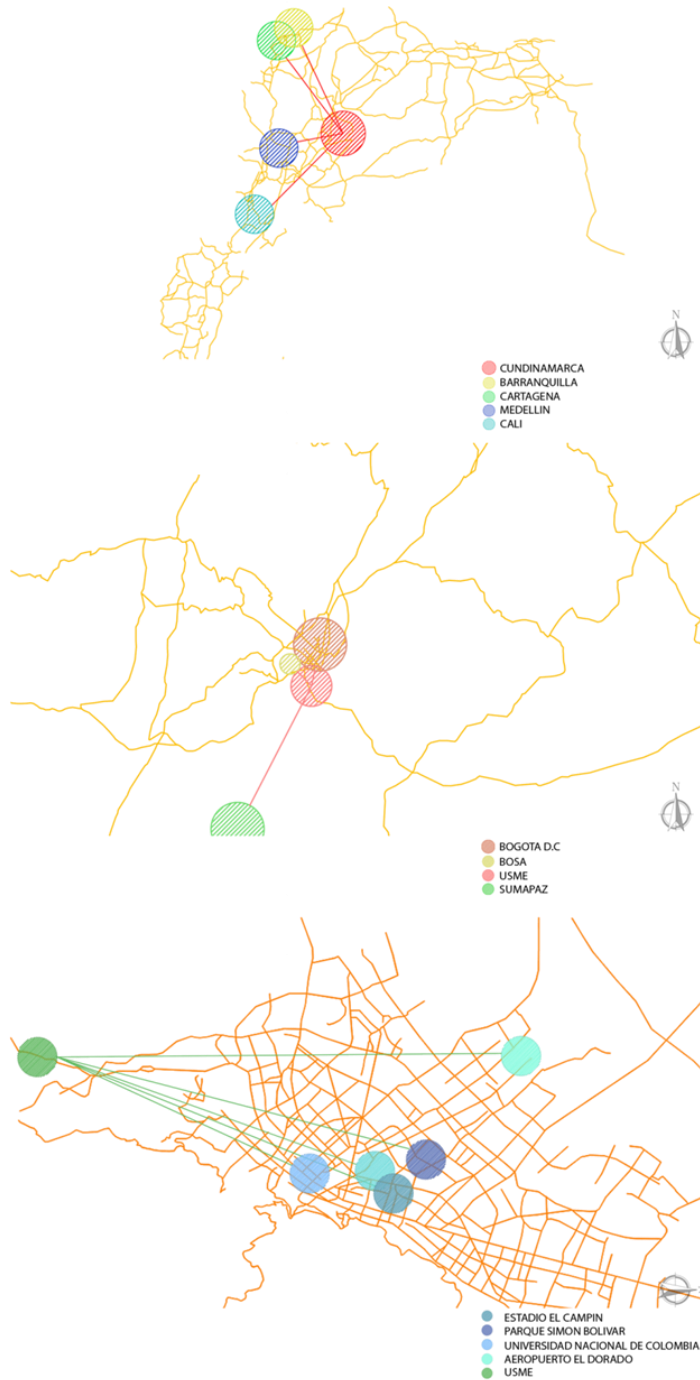 N
CUNDINAMARCA
BARRANQUILLA
CARTAGENA
MEDELLIN
CALI
N
BOGOTA D.C
BOSA
USME
SUMAPAZ
ESTADIO EL CAMPIN
PARQUE SIMON BOLIVAR
UNIVERSIDAD NACIONAL DE COLOMBIA
AEROPUERTO EL DORADO
USME